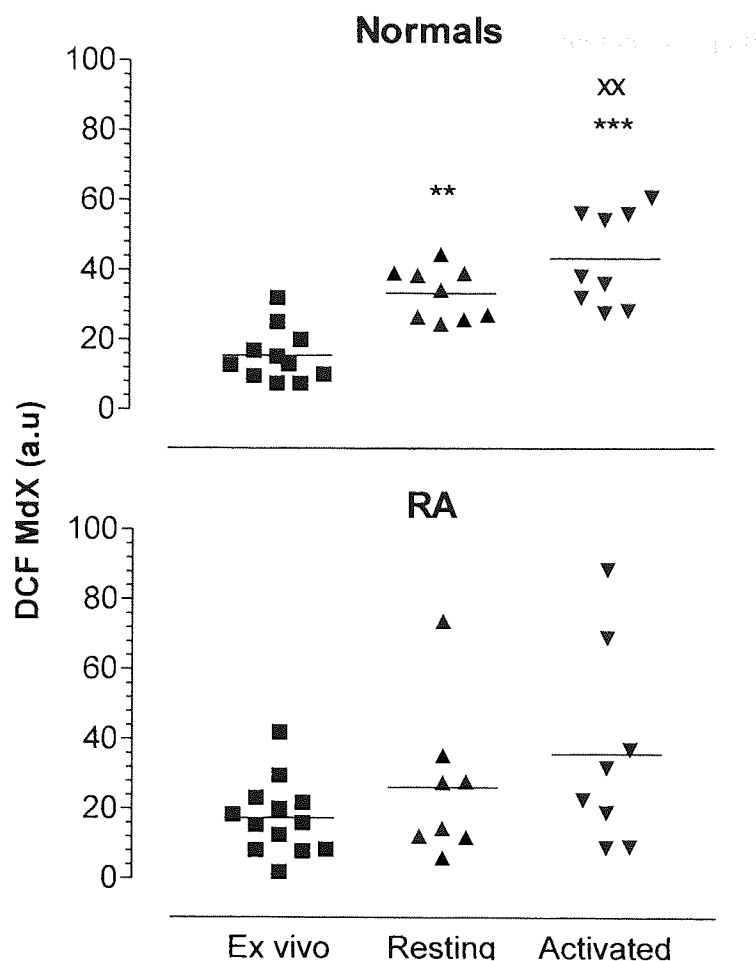 Normals
100
80
60
40
20
0
**
xx
***
DCF MdX (a.u)
RA
100
80
60
40
20
0
Ex vivo
Resting
Activated